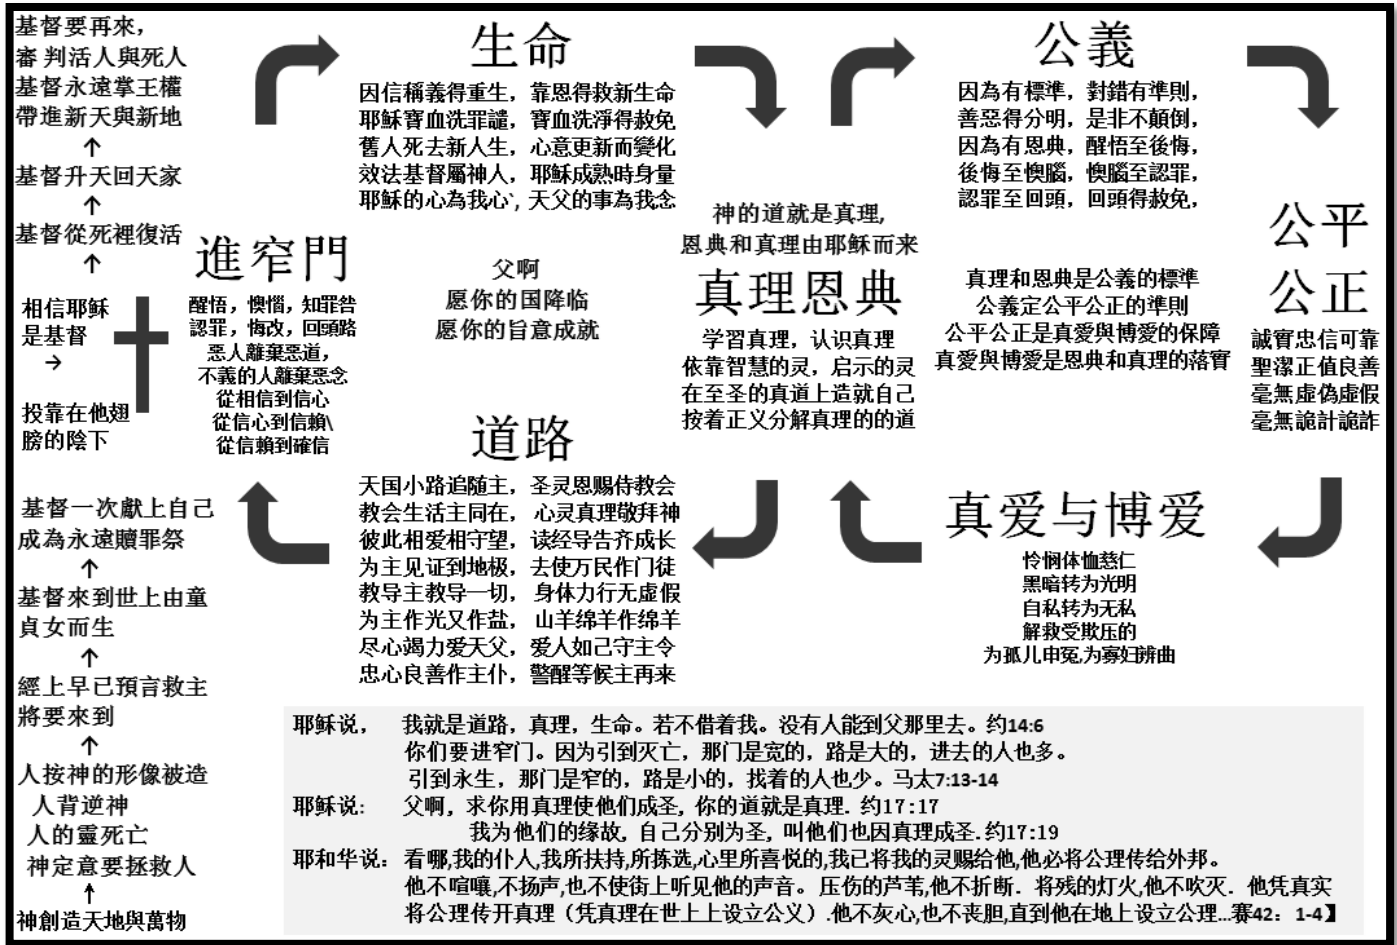 基督要再來，
審 判活人與死人
基督永遠掌王權
帶進新天與新地
↑
基督升天回天家
↑
基督從死裡復活
↑
相信耶穌
是基督
→
投靠在他翅
膀的陰下
基督一次獻上自己
成為永遠贖罪祭
↑
基督來到世上由童
貞女而生
↑
經上早已預言救主
將要來到
↑
人按神的形像被造
人背逆神
人的靈死亡
神定意要拯救人
↑
神創造天地與萬物
進窄門
醒悟，懊惱，知罪咎
認罪，悔改，回頭路
惡人離棄惡道，
不義的人離棄惡念
從相信到信心
從信心到信賴\
從信賴到確信
生命
因信稱義得重生，靠恩得救新生命
耶穌寶血洗罪譴，寶血洗淨得赦免
舊人死去新人生，心意更新而變化
效法基督屬神人，耶穌成熟時身量
耶穌的心為我心`，天父的事為我念
父啊
愿你的国降临
愿你的旨意成就
道路
天国小路追随主，圣灵恩赐侍教会
教会生活主同在，心灵真理敬拜神
彼此相爱相守望，读经导告齐成长
为主见证到地极，去使万民作门徒
教导主教导一切，身体力行无虚假
为主作光又作盐，山羊绵羊作绵羊
尽心竭力爱天父，爱人如己守主令
忠心良善作主仆，警醒等候主再来
神的道就是真理,
恩典和真理由耶穌而来
真理恩典
学習真理，认识真理
依靠智慧的灵，启示的灵
在至圣的真道上造就自己
按着正义分解真理的的道
公義
因為有標準，對錯有準則，
善惡得分明，是非不顛倒，
因為有恩典，醒悟至後悔，
後悔至懊腦，懊腦至認罪，
認罪至回頭，回頭得赦免，
真理和恩典是公義的標準
公義定公平公正的準則
公平公正是真愛與博愛的保障
真愛與博愛是恩典和真理的落實
公平
公正
誠實忠信可靠
聖潔正值良善
毫無虛偽虛假
毫無詭計詭詐
真爱与博爱
怜悯体恤慈仁
黑暗转为光明
自私转为无私
解救受欺压的
为孤儿申冤,为寡妇辨曲
耶稣说， 我就是道路，真理，生命。若不借着我。没有人能到父那里去。约14:6
你们要进窄门。因为引到灭亡，那门是宽的，路是大的，进去的人也多。
引到永生，那门是窄的，路是小的，找着的人也少。马太7:13-14
耶稣说: 父啊, 求你用真理使他们成圣, 你的道就是真理. 约17:17
我为他们的缘故, 自己分别为圣, 叫他们也因真理成圣.约17:19
耶和华说: 看哪,我的仆人,我所扶持,所拣选,心里所喜悦的,我已将我的灵赐给他,他必将公理传给外邦。
他不喧嚷,不扬声,也不使街上听见他的声音。压伤的芦苇,他不折断. 将残的灯火,他不吹灭. 他凭真实
将公理传开真理（凭真理在世上上设立公义）.他不灰心,也不丧胆,直到他在地上设立公理...赛42：1-4】